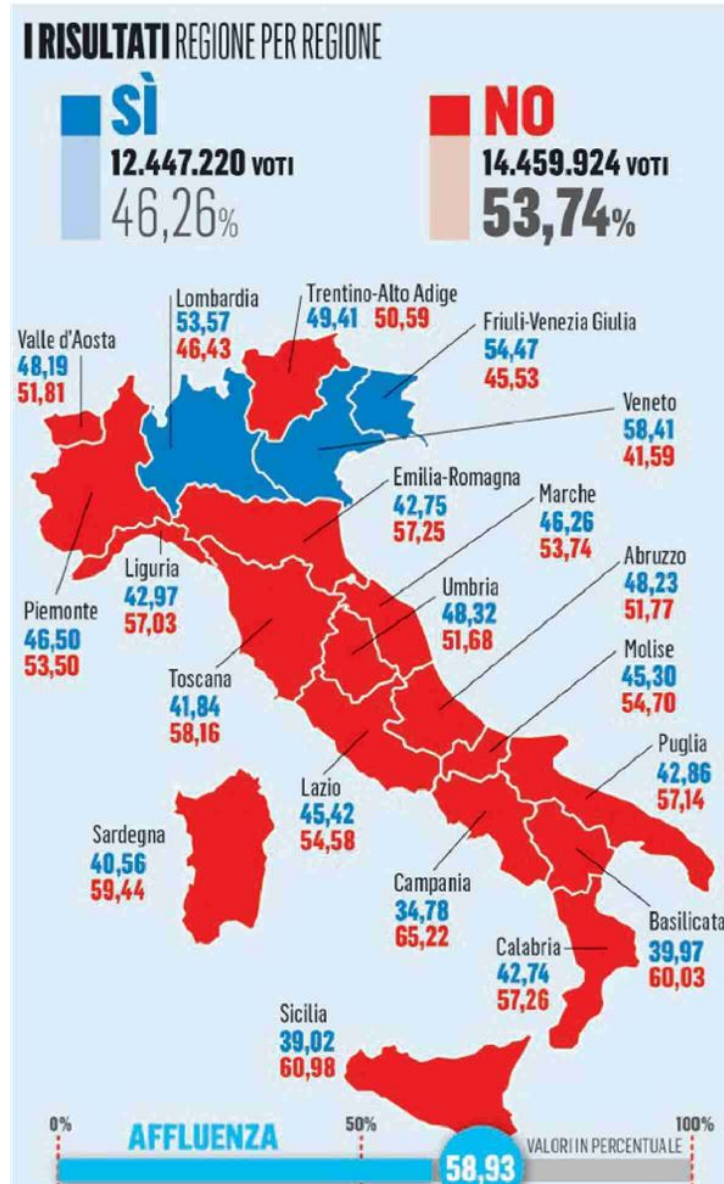 I RISULTATI REGIONE PER REGIONE
SÌ
12.447.220 VOTI
46,26%
NO
14.459.924 VOTI
53,74%
Valle d'Aosta
48,19
51,81
Lombardia
53,57
46,43
Trentino-Alto Adige
49,41 50,59
Friuli-Venezia Giulia
54,47
45,53
Veneto
58,41
41,59
Emilia-Romagna
42,75
57,25
Marche
46,26
53,74
Abruzzo
48,23
51,77
Umbria
48,32
51,68
Liguria
42,97
57,03
Piemonte
46,50
53,50
Toscana
41,84
58,16
Molise
45,30
54,70
Puglia
42,86
57,14
Lazio
45,42
54,58
Sardegna
40,56
59,44
Campania
34,78
65,22
Basilicata
39,97
60,03
Calabria
42,74
57,26
Sicilia
39,02
60,98
0%
50%
100%
AFFLUENZA
VALORI IN PERCENTUALE
58,93